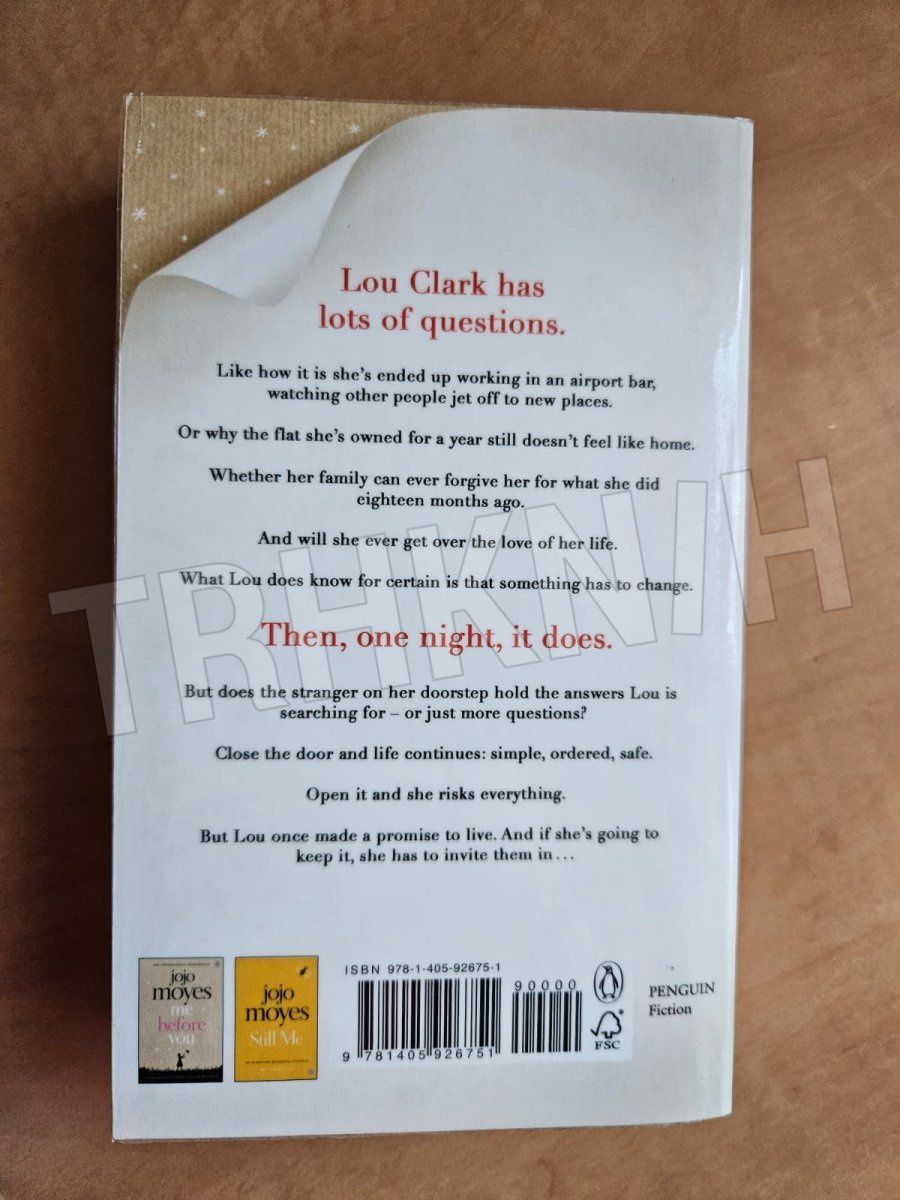 Lou Clark has
lots of questions.
Like how it is she's ended up working in an airport bar,
watching other people jet off to new places.
Or why the flat she's owned for a year still doesn't feel like home.
Whether her family can ever forgive her for what she did
eighteen months ago.
And will she ever get over the love of her life.
What Lou does know for certain is that something has to change.
TRHKNIH
Then, one night, it does.
But does the stranger on her doorstep hold the answers Lou is
searching for – or just more questions?
Close the door and life continues: simple, ordered, safe.
Open it and she risks everything.
But Lou once made a promise to live. And if she's going to
keep it, she has to invite them in...
jojo
moyes
me
before
you
jojo
moyes
Still Me
ISBN 978-1-405-92675-1
90000
9 781405 926751
FSC
PENGUIN
Fiction